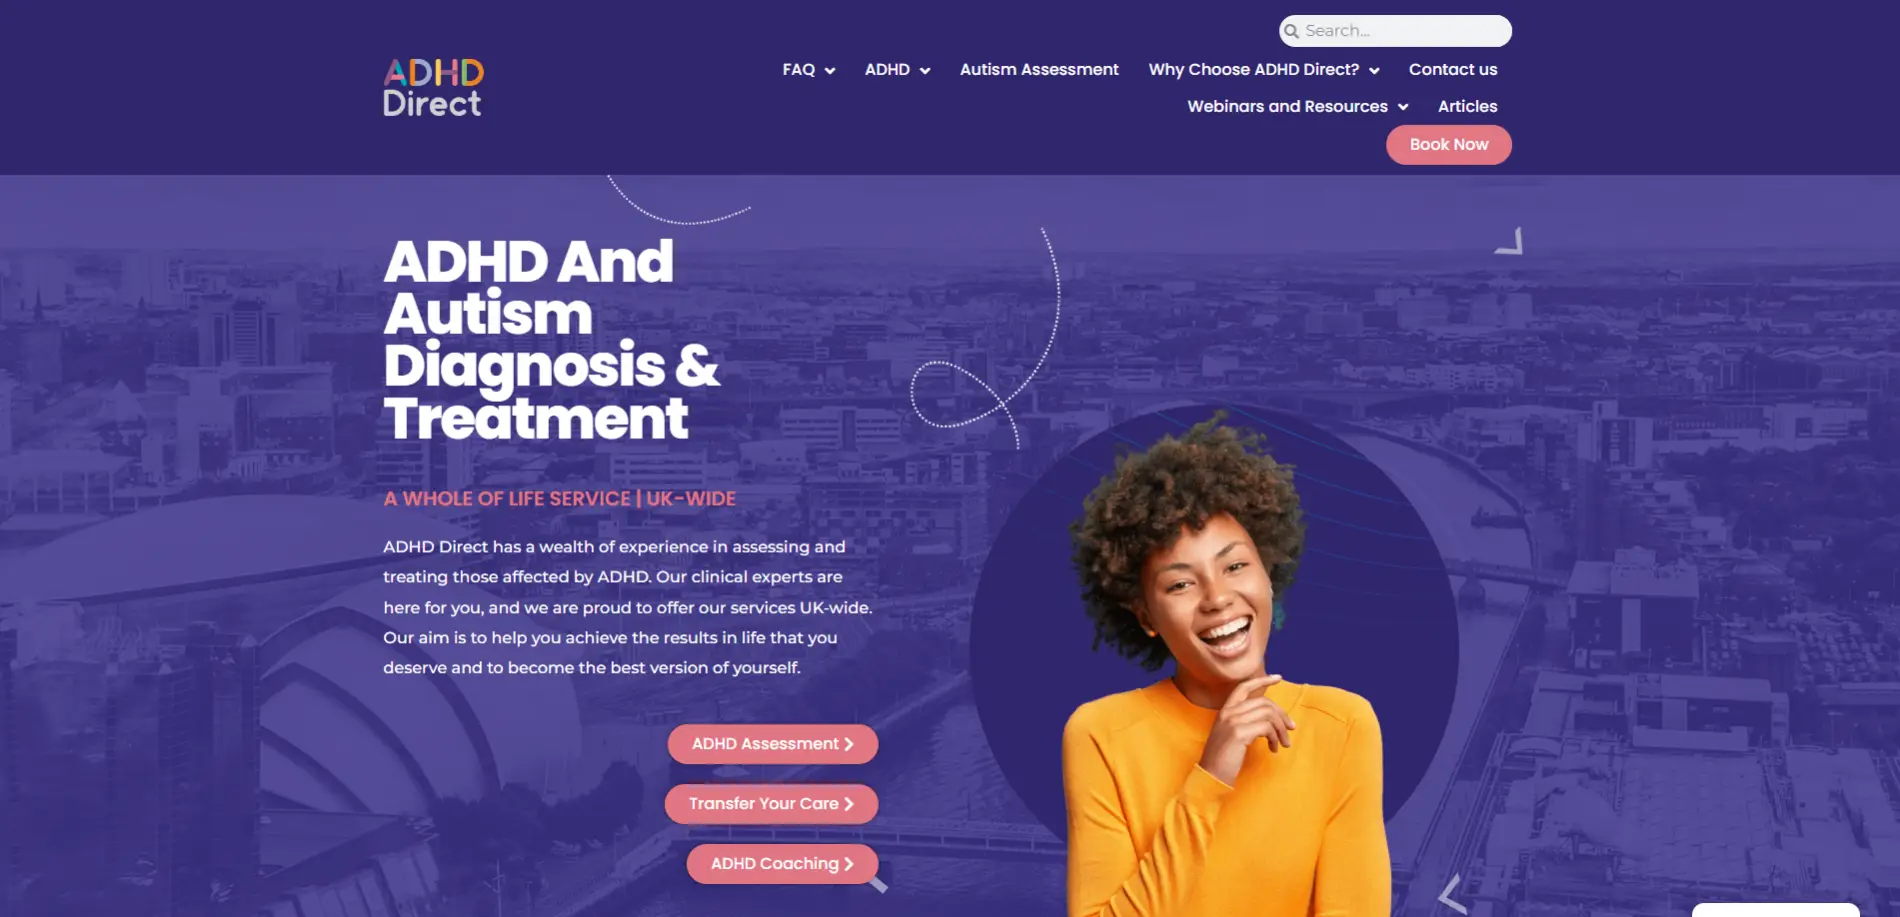 Search...
ADHD
Direct
FAQ ADHD Autism Assessment Why Choose ADHD Direct? Contact us
Webinars and Resources Articles
Book Now
ADHD And
Autism
Diagnosis &
Treatment
A WHOLE OF LIFE SERVICE | UK-WIDE
ADHD Direct has a wealth of experience in assessing and
treating those affected by ADHD. Our clinical experts are
here for you, and we are proud to offer our services UK-wide.
Our aim is to help you achieve the results in life that you
deserve and to become the best version of yourself.
ADHD Assessment
Transfer Your Care
ADHD Coaching